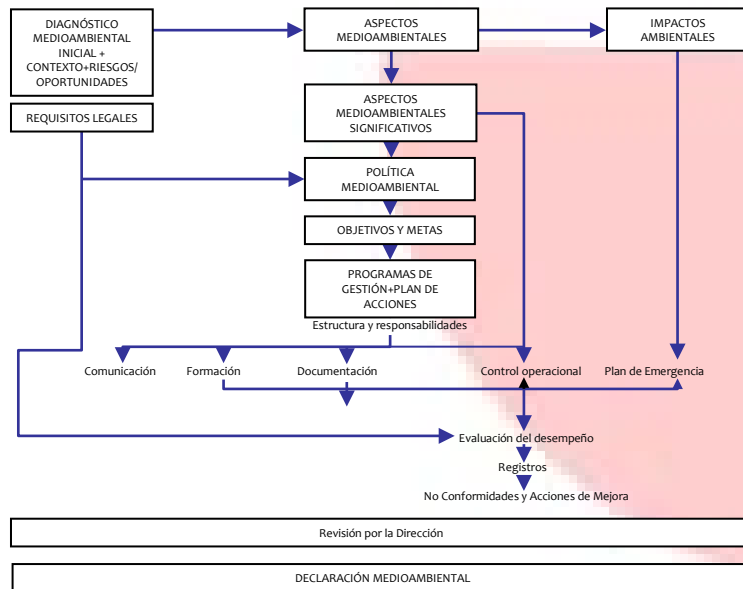 DIAGNÓSTICO
MEDIOAMBIENTAL
INICIAL +
CONTEXTO+RIESGOS/
OPORTUNIDADES
ASPECTOS
MEDIOAMBIENTALES
IMPACTOS
AMBIENTALES
REQUISITOS LEGALES
ASPECTOS
MEDIOAMBIENTALES
SIGNIFICATIVOS
POLÍTICA
MEDIOAMBIENTAL
OBJETIVOS Y METAS
PROGRAMAS DE
GESTIÓN+PLAN DE
ACCIONES
Estructura y responsabilidades
Comunicación
Formación
Documentación
Control operacional
Plan de Emergencia
Evaluación del desempeño
Registros
No Conformidades y Acciones de Mejora
Revisión por la Dirección
DECLARACIÓN MEDIOAMBIENTAL